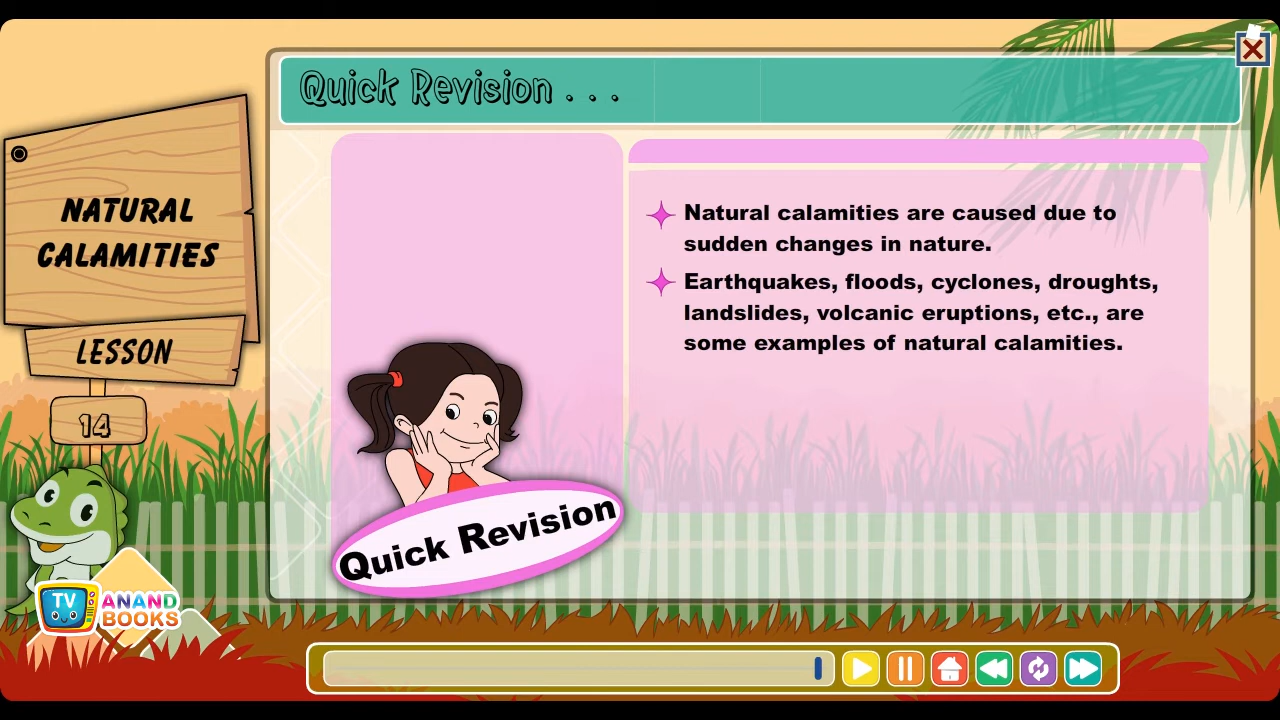 Quick Revision . . .
NATURAL
CALAMITIES
LESSON
14
Natural calamities are caused due to
sudden changes in nature.
Earthquakes, floods, cyclones, droughts,
landslides, volcanic eruptions, etc., are
some examples of natural calamities.
Quick Revision
TV
ANAND
BOOKS